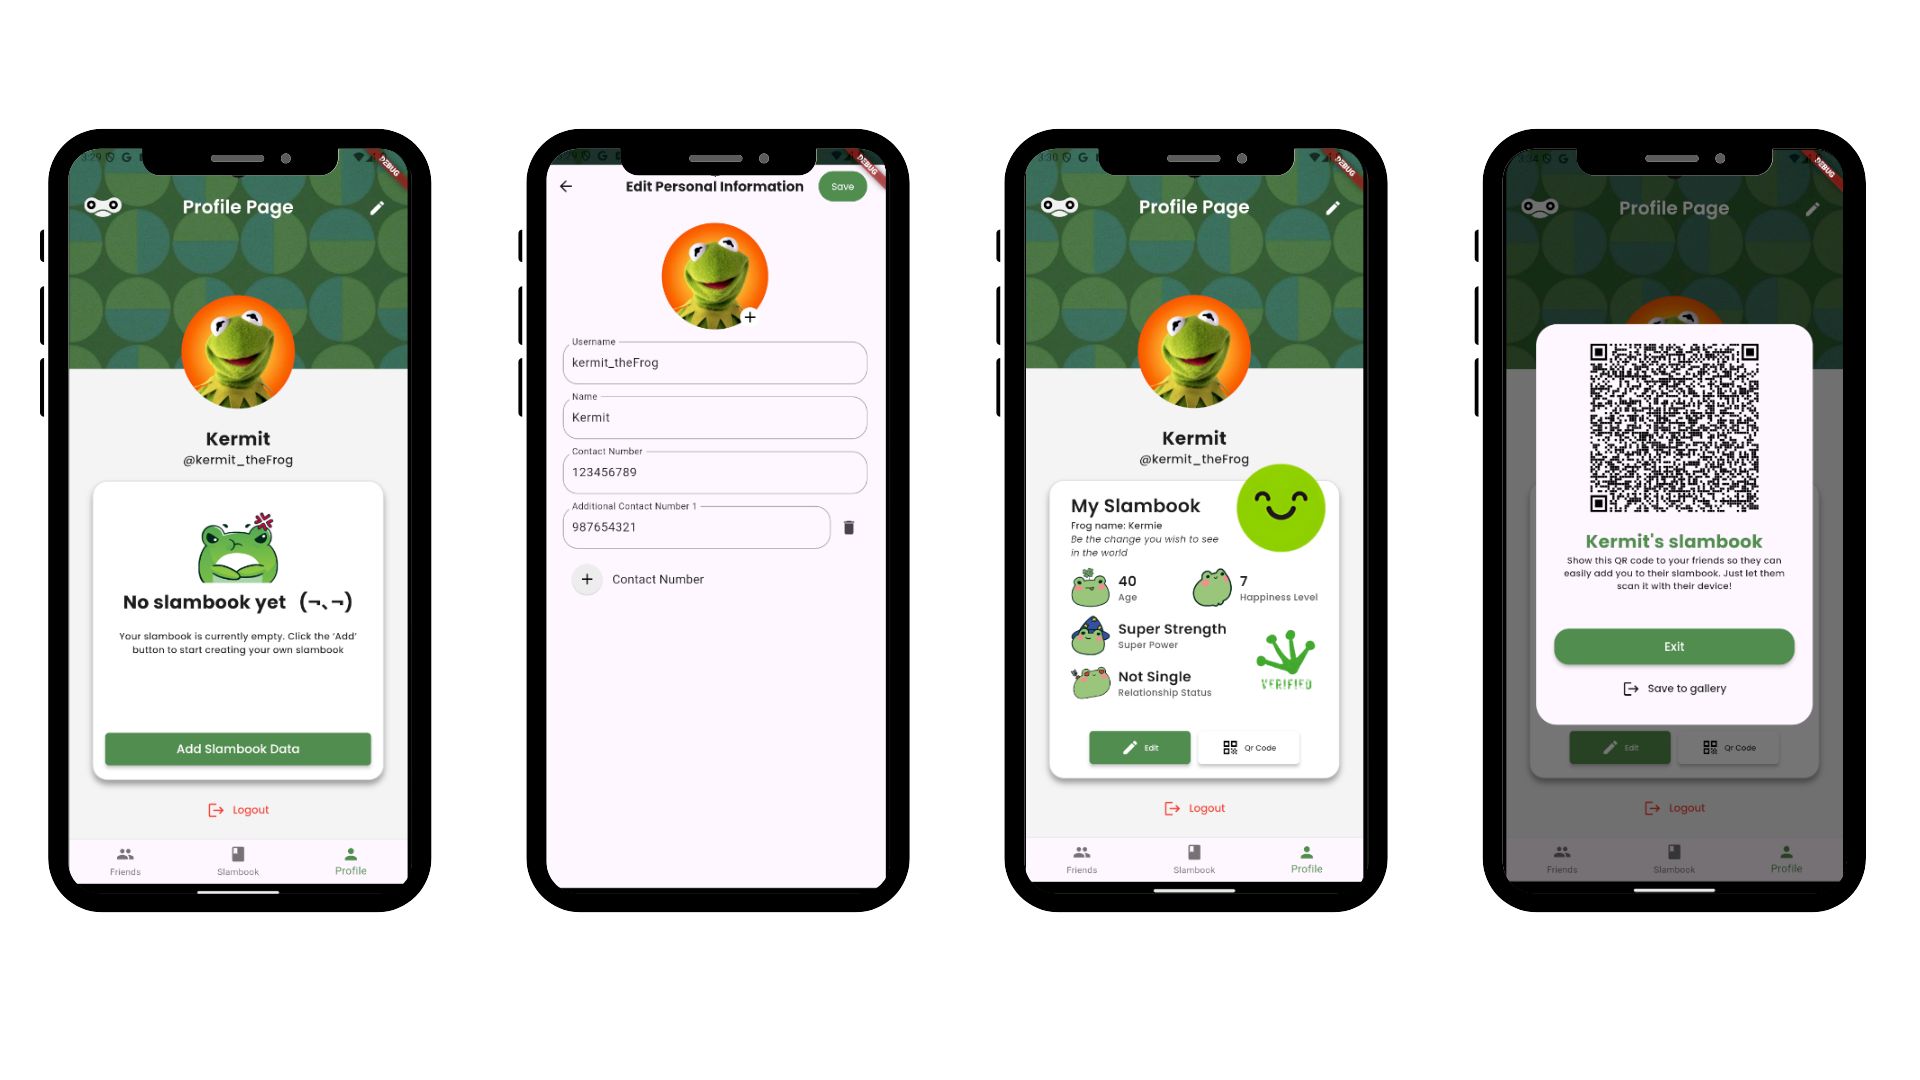 3:29
DEBUG
Profile Page
Kermit
@kermit_theFrog
No slambook yet (¬､¬)
Your slambook is currently empty. Click the 'Add'
button to start creating your own slambook
Add Slambook Data
Logout
Friends
Slambook
Profile
DEBUG
Edit Personal Information
Save
Username
kermit_theFrog
Name
Kermit
Contact Number
123456789
Additional Contact Number 1
987654321
Contact Number
3:30
DEBUG
Profile Page
Kermit
@kermit_theFrog
My Slambook
Frog name: Kermie
Be the change you wish to see
in the world
40
Age
7
Happiness Level
Super Strength
Super Power
Not Single
Relationship Status
VERIFIED
Edit
Qr Code
Logout
Friends
Slambook
Profile
3:34
DEBUG
Profile Page
Kermit's slambook
Show this QR code to your friends so they can
easily add you to their slambook. Just let them
scan it with their device!
Exit
Save to gallery
Edit
Qr Code
Logout
Friends
Slambook
Profile